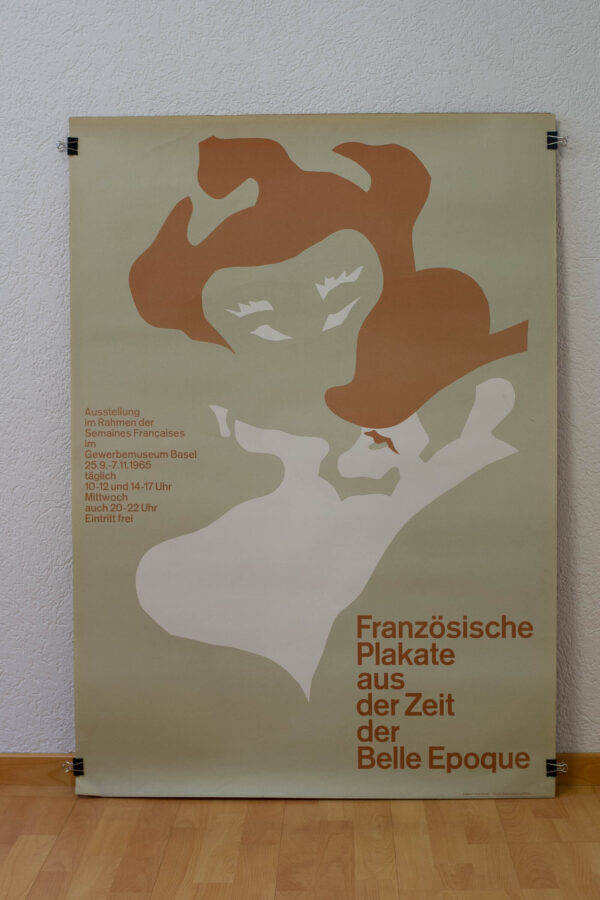 Ausstellung
im Rahmen der
Semaines Françaises
im
Gewerbemuseum Basel
25.9.-7.11.1965
täglich
10-12 und 14-17 Uhr
Mittwoch
auch 20-22 Uhr
Eintritt frei
Französische
Plakate
aus
der Zeit
der
Belle Epoque